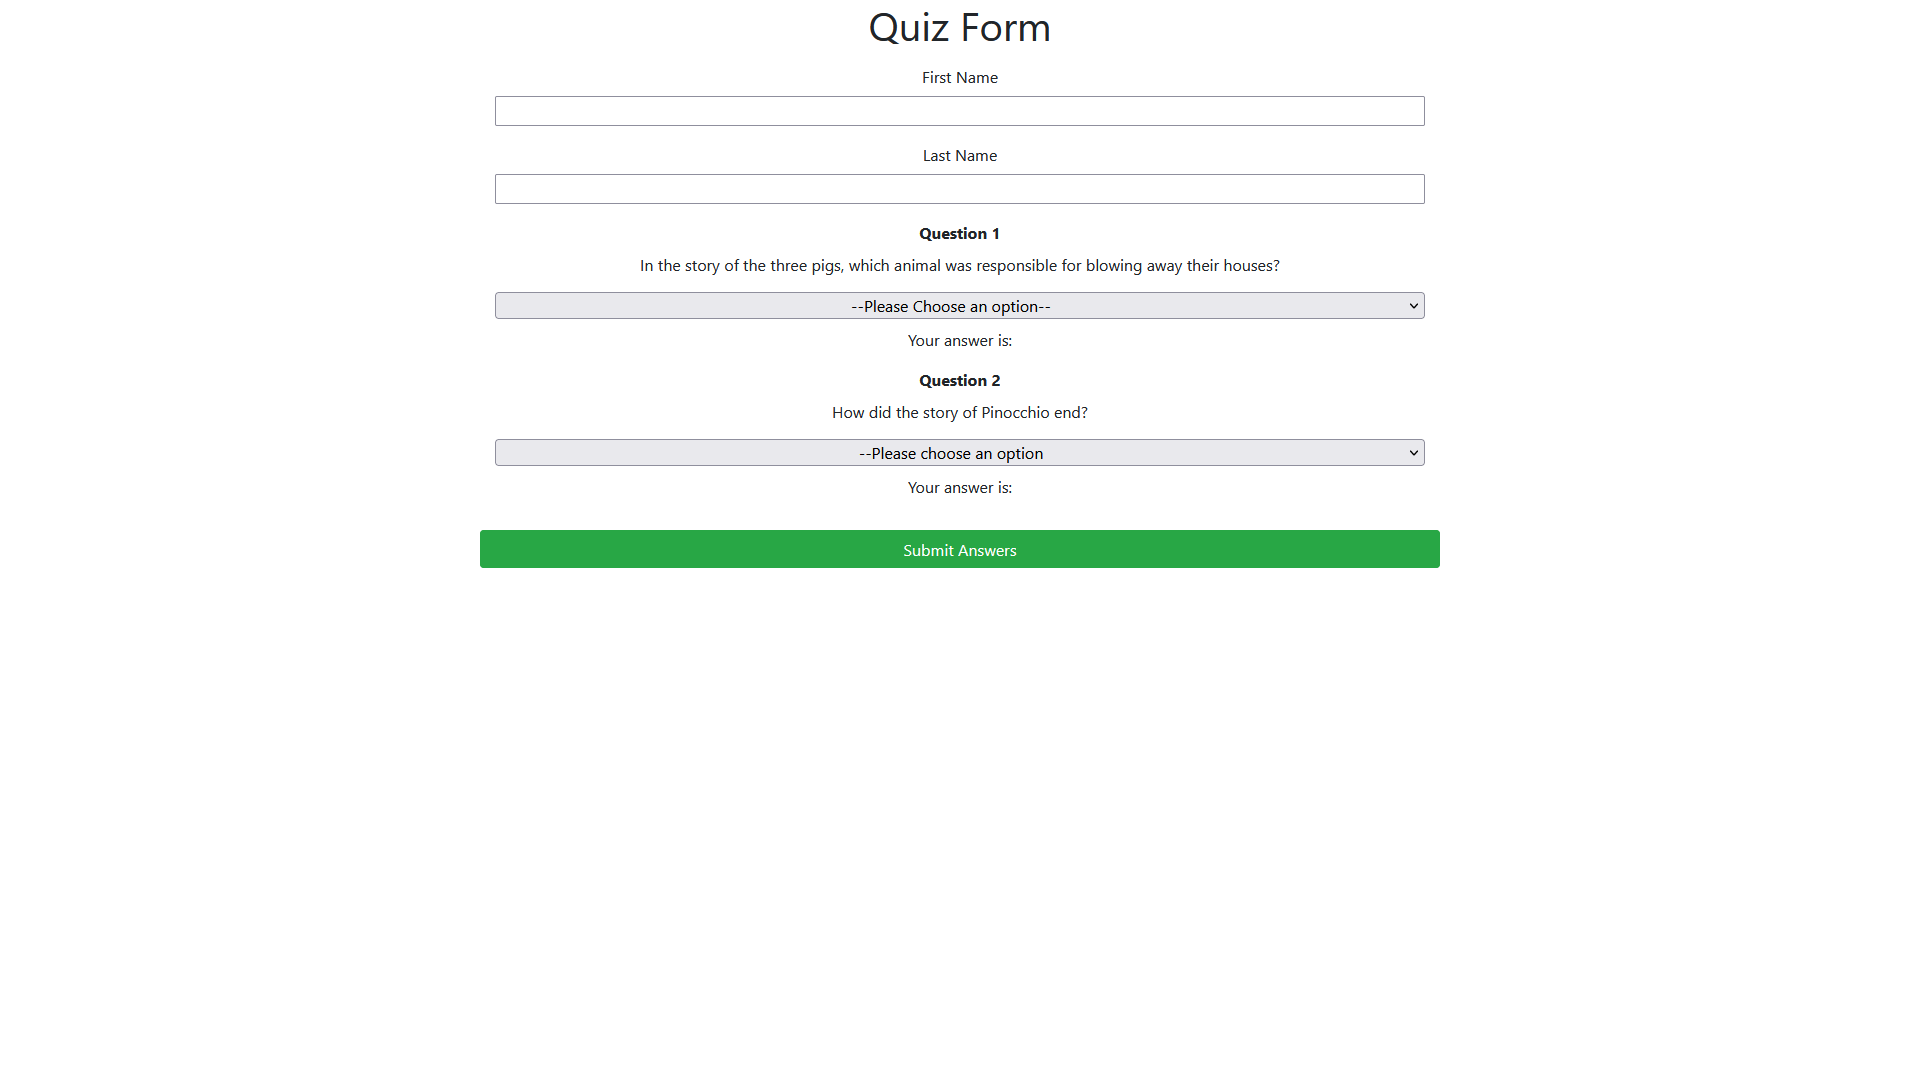 Quiz Form
First Name
Last Name
Question 1
In the story of the three pigs, which animal was responsible for blowing away their houses?
--Please Choose an option--
Your answer is:
Question 2
How did the story of Pinocchio end?
--Please choose an option
Your answer is:
Submit Answers